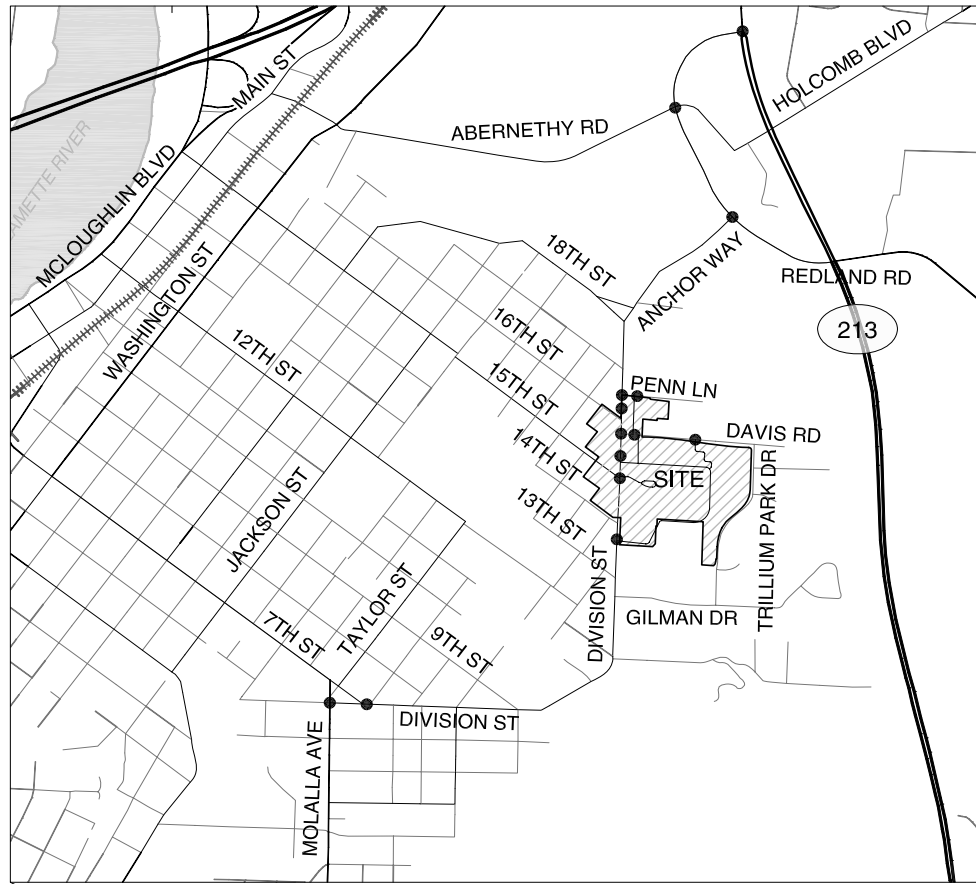 MAIN ST
HOLCOMB BLVD
ABERNETHY RD
AMETTE RIVER
MCLOUGHLIN BLVD
WASHINGTON ST
18TH ST
ANCHOR WAY
REDLAND RD
213
16TH ST
12TH ST
15TH ST
PENN LN
14TH ST
DAVIS RD
SITE
13TH ST
JACKSON ST
TAYLOR ST
DIVISION ST
TRILLIUM PARK DR
GILMAN DR
7TH ST
9TH ST
DIVISION ST
MOLALLA AVE